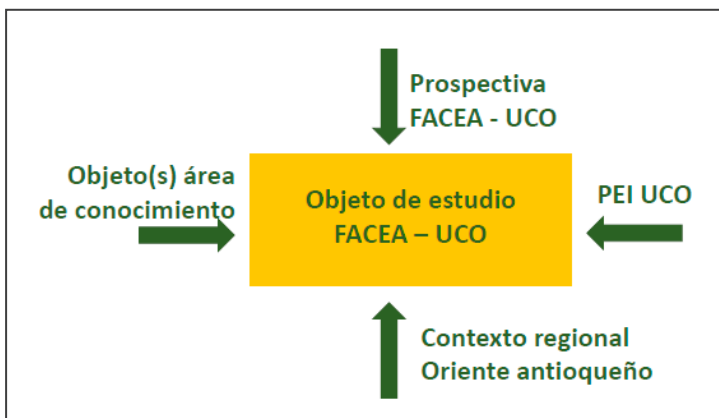 Prospectiva
FACEA - UCO
Objeto(s) área
de conocimiento
Objeto de estudio
FACEA – UCO
PEI UCO
Contexto regional
Oriente antioqueño